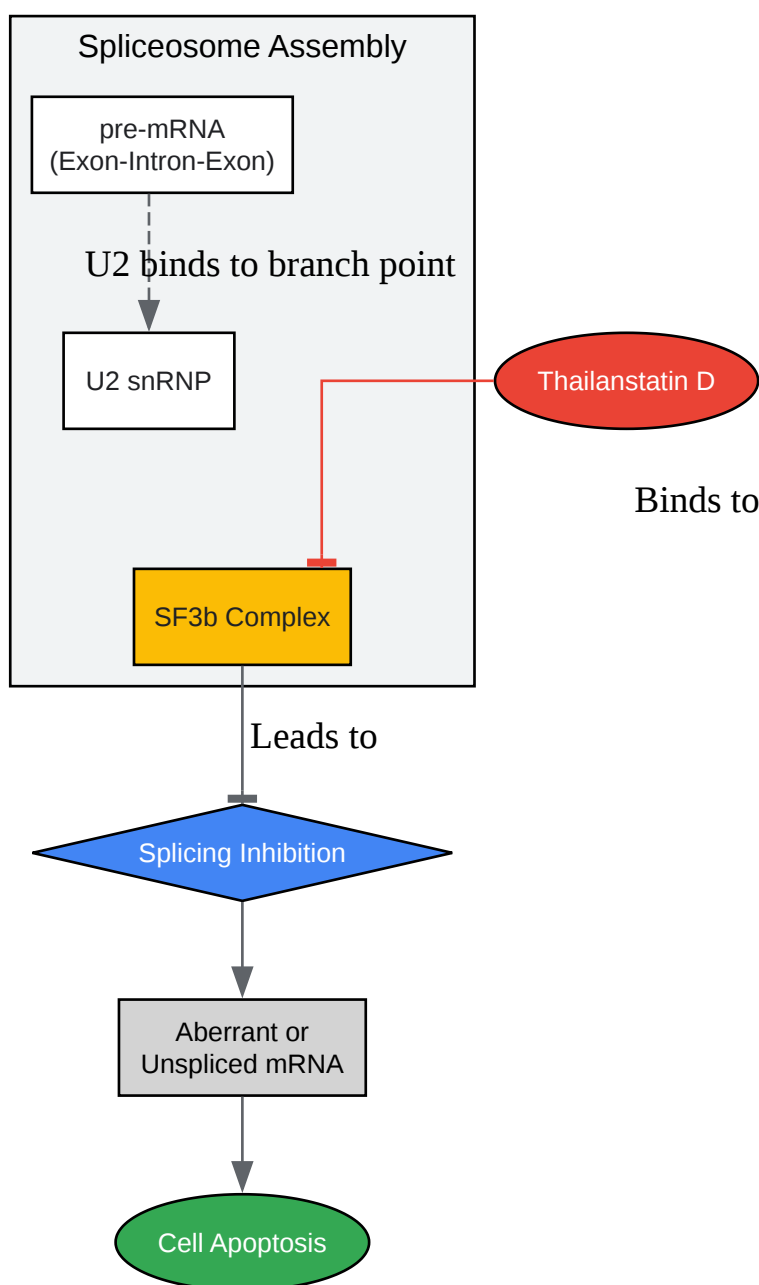 Spliceosome Assembly
pre-mRNA
(Exon-Intron-Exon)
U2 binds to branch point
U2 snRNP
Thailanstatin D
Binds to
SF3b Complex
Leads to
Splicing Inhibition
Aberrant or
Unspliced mRNA
Cell Apoptosis